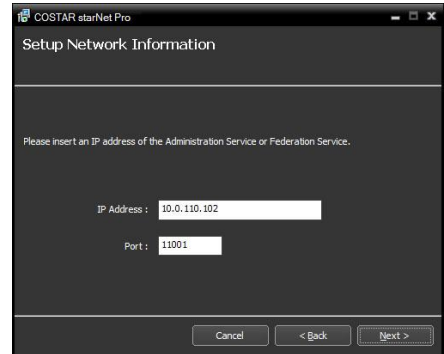 COSTAR starNet Pro
Setup Network Information
Please insert an IP address of the Administration Service or Federation Service.
IP Address : 10.0.110.102
Port : 11001
Cancel < Back Next >